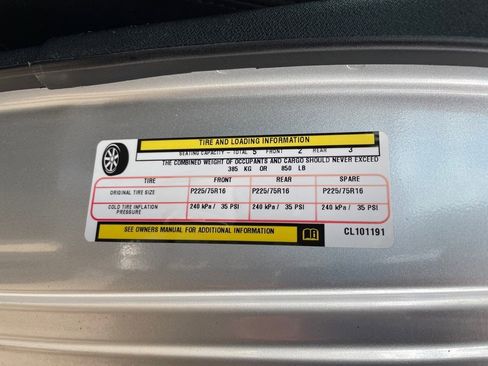 TIRE AND LOADING INFORMATION
SEATING CAPACITY - TOTAL 5 FRONT 2 REAR 3
THE COMBINED WEIGHT OF OCCUPANTS AND CARGO SHOULD NEVER EXCEED
385 KG OR 850 LB
TIRE FRONT REAR SPARE
ORIGINAL TIRE SIZE P225/75R16 P225/75R16 P225/75R16
COLD TIRE INFLATION PRESSURE 240 kPa / 35 PSI 240 kPa / 35 PSI 240 kPa / 35 PSI
SEE OWNERS MANUAL FOR ADDITIONAL INFORMATION CL101191